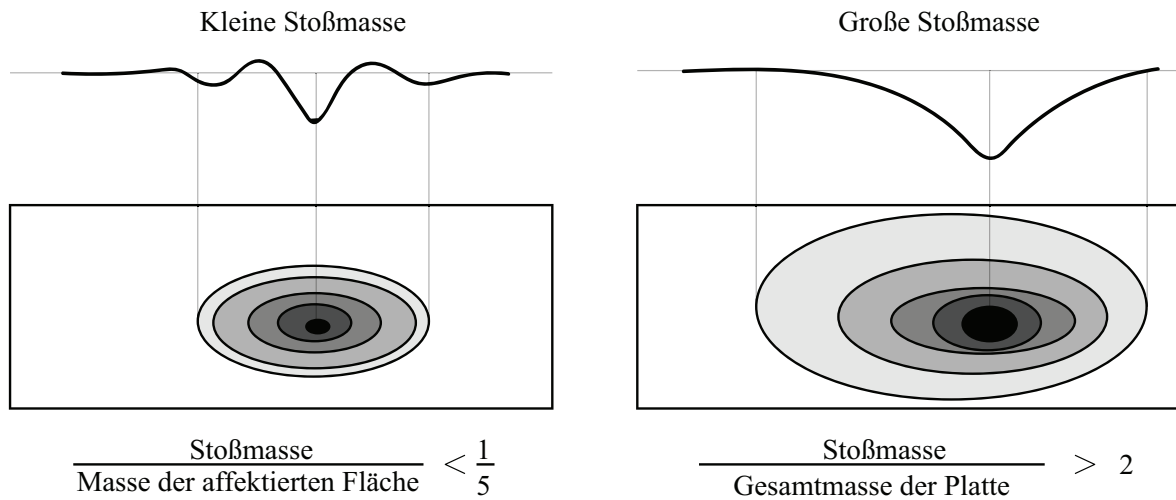 Kleine Stoßmasse
Große Stoßmasse
Stoßmasse
Masse der affektierten Fläche
< 1
5
Stoßmasse
Gesamtmasse der Platte
> 2